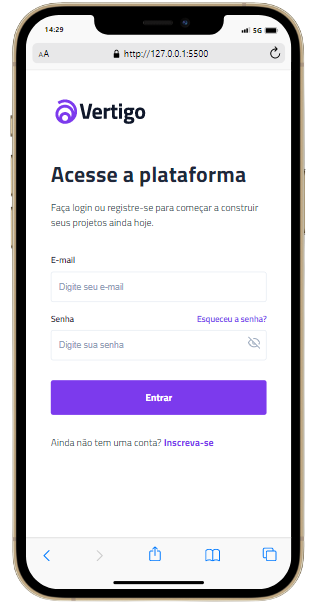 14:29
5G
AA
http://127.0.0.1:5500
Vertigo
Acesse a plataforma
Faça login ou registre-se para começar a construir
seus projetos ainda hoje.
E-mail
Digite seu e-mail
Senha
Esqueceu a senha?
Digite sua senha
Entrar
Ainda não tem uma conta? Inscreva-se